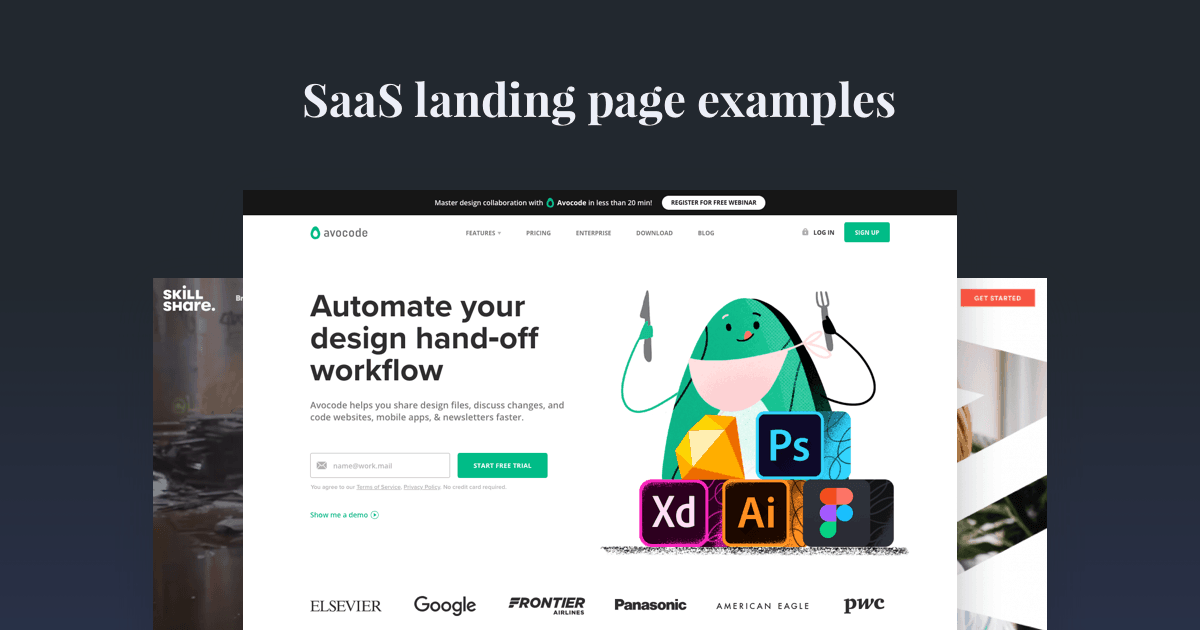 SaaS landing page examples
Master design collaboration with Avocode in less than 20 min!
REGISTER FOR FREE WEBINAR
avocode
FEATURES
PRICING
ENTERPRISE
DOWNLOAD
BLOG
LOG IN
SIGN UP
SKILL
SHARE.
Br
GET STARTED
Automate your
design hand-off
workflow
Avocode helps you share design files, discuss changes, and
code websites, mobile apps, & newsletters faster.
name@work.mail
START FREE TRIAL
You agree to our Terms of Service, Privacy Policy. No credit card required.
Show me a demo
Ps
Xd
Ai
ELSEVIER
Google
FRONTIER
AIRLINES
Panasonic
AMERICAN EAGLE
pwc